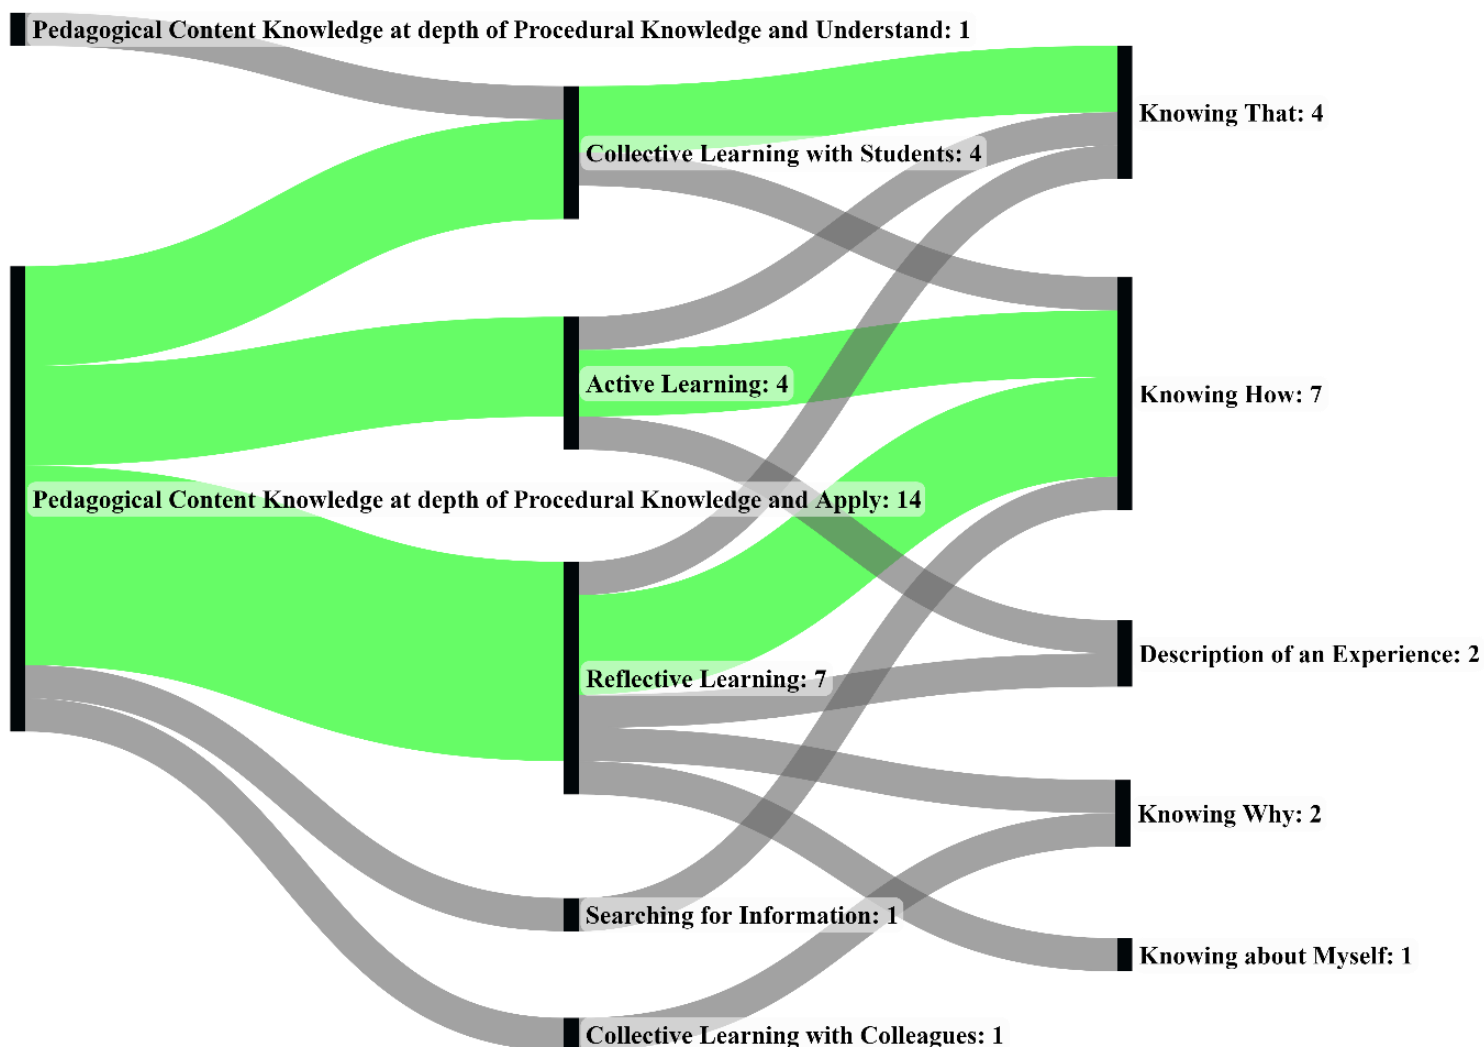 Pedagogical Content Knowledge at depth of Procedural Knowledge and Understand: 1
Knowing That: 4
Collective Learning with Students: 4
Active Learning: 4
Knowing How: 7
Pedagogical Content Knowledge at depth of Procedural Knowledge and Apply: 14
Description of an Experience: 2
Reflective Learning: 7
Knowing Why: 2
Searching for Information: 1
Knowing about Myself: 1
Collective Learning with Colleagues: 1